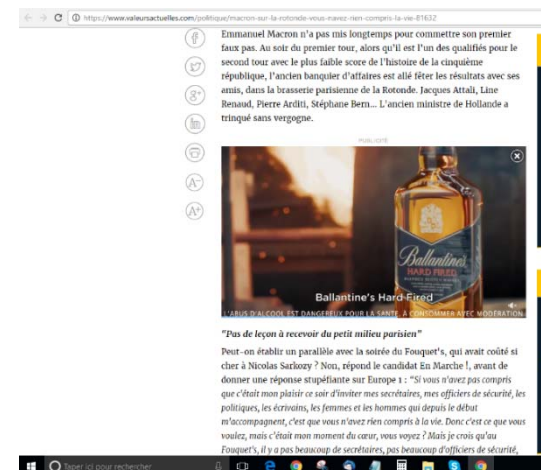 https://www.valeursactuelles.com/politique/macron-sur-la-rotonde-vous-navez-rien-compris-la-vie-81632
Emmanuel Macron n'a pas mis longtemps pour commettre son premier
faux pas. Au soir du premier tour, alors qu'il est l'un des qualifiés pour le
second tour avec le plus faible score de l'histoire de la cinquième
république, l'ancien banquier d'affaires est allé fêter les résultats avec ses
amis, dans la brasserie parisienne de la Rotonde. Jacques Attali, Line
Renaud, Pierre Arditi, Stéphane Bern... L'ancien ministre de Hollande a
trinqué sans vergogne.
PUBLICITÉ
Ballantine's
HARD FIRED
Ballantine's Hard Fired
L'ABUS D'ALCOOL EST DANGEREUX POUR LA SANTÉ. À CONSOMMER AVEC MODÉRATION
"Pas de leçon à recevoir du petit milieu parisien"
Peut-on établir un parallèle avec la soirée du Fouquet's, qui avait coûté si
cher à Nicolas Sarkozy ? Non, répond le candidat En Marche !, avant de
donner une réponse stupéfiante sur Europe 1 : "Si vous n'avez pas compris
que c'était mon plaisir ce soir d'inviter mes secrétaires, mes officiers de sécurité, les
politiques, les écrivains, les femmes et les hommes qui depuis le début
m'accompagnent, c'est que vous n'avez rien compris à la vie. Donc c'est ce que vous
voulez, mais c'était mon moment du cœur, vous voyez ? Mais je crois qu'au
Fouquet's, il y a pas beaucoup de secrétaires, pas beaucoup d'officiers de sécurité,
Taper ici pour rechercher